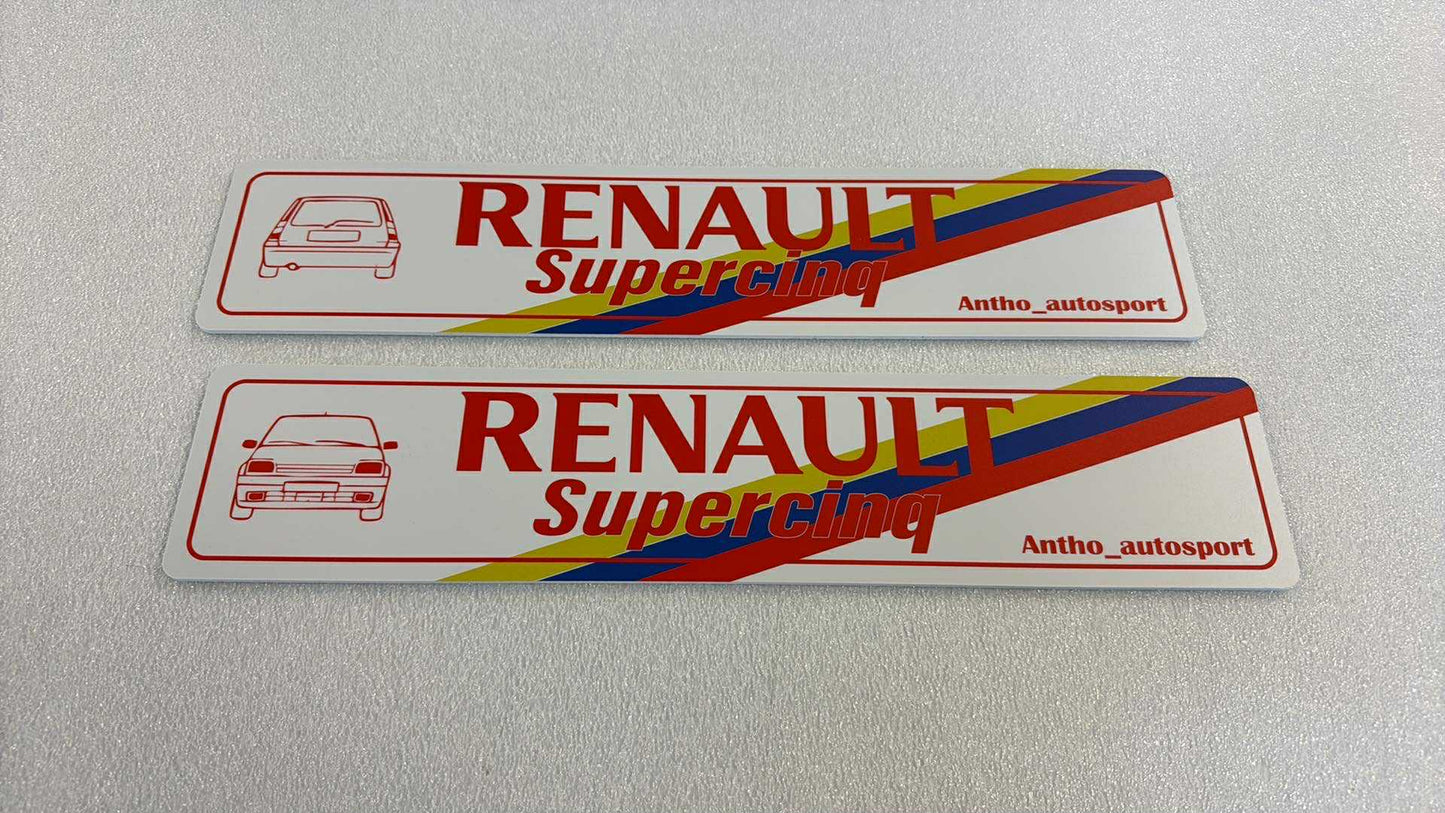 RENAULT
Supercinq
Antho_autosport
RENAULT
Supercinq
Antho_autosport